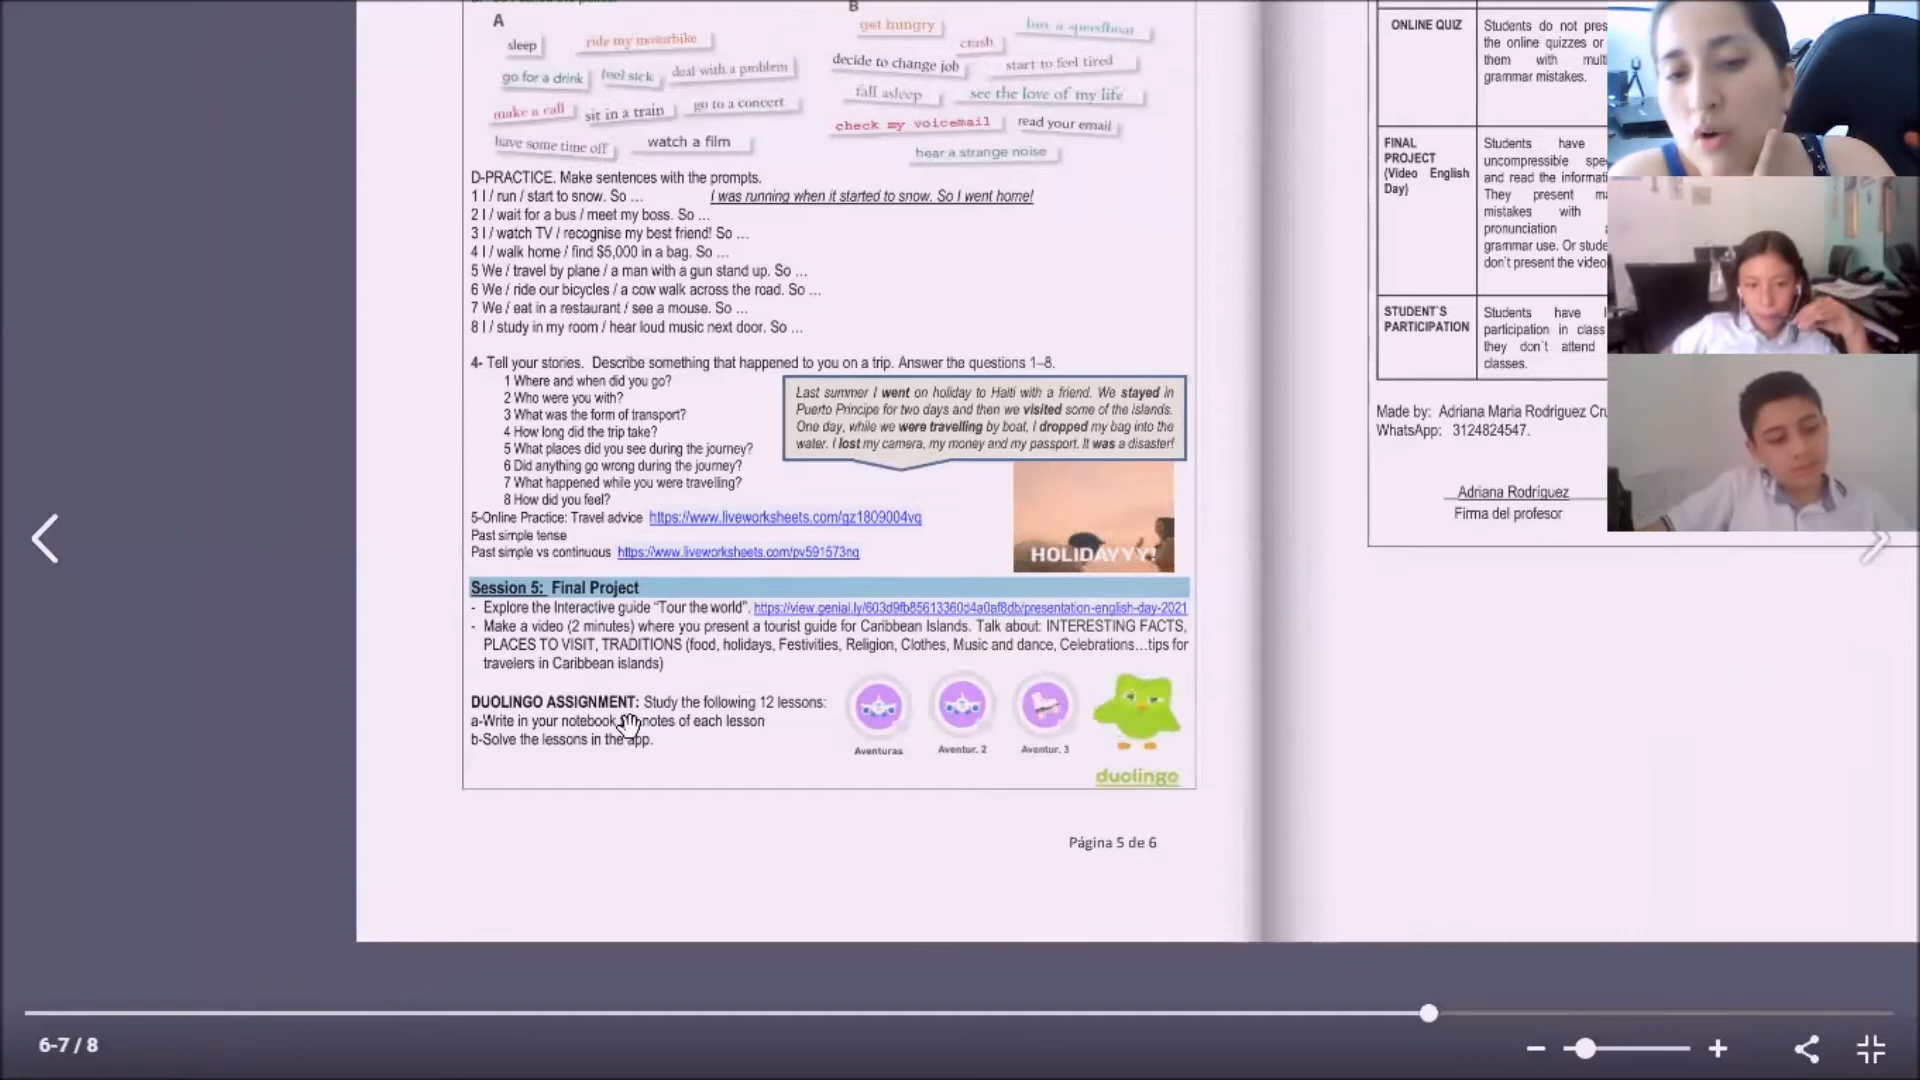 A
sleep
ride my motorbike
go for a drink
feel sick
deal with a problem
make a call
sit in a train
go to a concert
have some time off
watch a film
B
get hungry
buy a speedboat
crash
decide to change job
start to feel tired
fall asleep
see the love of my life
check my voicemail
read your email
hear a strange noise
D-PRACTICE. Make sentences with the prompts.
1 I / run / start to snow. So ... I was running when it started to snow. So I went home!
2 I / wait for a bus / meet my boss. So ...
3 I / watch TV / recognise my best friend! So ...
4 I / walk home / find $5,000 in a bag. So ...
5 We / travel by plane / a man with a gun stand up. So ...
6 We / ride our bicycles / a cow walk across the road. So ...
7 We / eat in a restaurant / see a mouse. So ...
8 I / study in my room / hear loud music next door. So ...
4- Tell your stories. Describe something that happened to you on a trip. Answer the questions 1–8.
1 Where and when did you go?
2 Who were you with?
3 What was the form of transport?
4 How long did the trip take?
5 What places did you see during the journey?
6 Did anything go wrong during the journey?
7 What happened while you were travelling?
8 How did you feel?
Last summer I went on holiday to Haiti with a friend. We stayed in
Puerto Principe for two days and then we visited some of the islands.
One day, while we were travelling by boat, I dropped my bag into the
water. I lost my camera, my money and my passport. It was a disaster!
HOLIDAYYY!
5-Online Practice: Travel advice https://www.liveworksheets.com/gz1809004vq
Past simple tense
Past simple vs continuous https://www.liveworksheets.com/pv591573nq
Session 5: Final Project
- Explore the Interactive guide “Tour the world”. https://view.genial.ly/603d9fb85613360d4a0af8db/presentation-english-day-2021
- Make a video (2 minutes) where you present a tourist guide for Caribbean Islands. Talk about: INTERESTING FACTS,
PLACES TO VISIT, TRADITIONS (food, holidays, Festivities, Religion, Clothes, Music and dance, Celebrations...tips for
travelers in Caribbean islands)
DUOLINGO ASSIGNMENT: Study the following 12 lessons:
a-Write in your notebook notes of each lesson
b-Solve the lessons in the app.
Aventuras
Aventur. 2
Aventur. 3
duolingo
Página 5 de 6
ONLINE QUIZ
Students do not pres
the online quizzes or
them with mult
grammar mistakes.
FINAL
PROJECT
(Video English
Day)
Students have
uncompressible spe
and read the informati
They present ma
mistakes with
pronunciation
grammar use. Or stude
don´t present the video
STUDENT`S
PARTICIPATION
Students have l
participation in class
they don´t attend
classes.
Made by: Adriana Maria Rodriguez Cru
WhatsApp: 3124824547.
Adriana Rodríguez
Firma del profesor
6-7 / 8